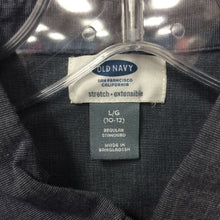 OLD NAVY
SAN FRANCISCO
CALIFORNIA
stretch • extensible
L/G
(10-12)
REGULAR
STANDARD
MADE IN
BANGLADESH